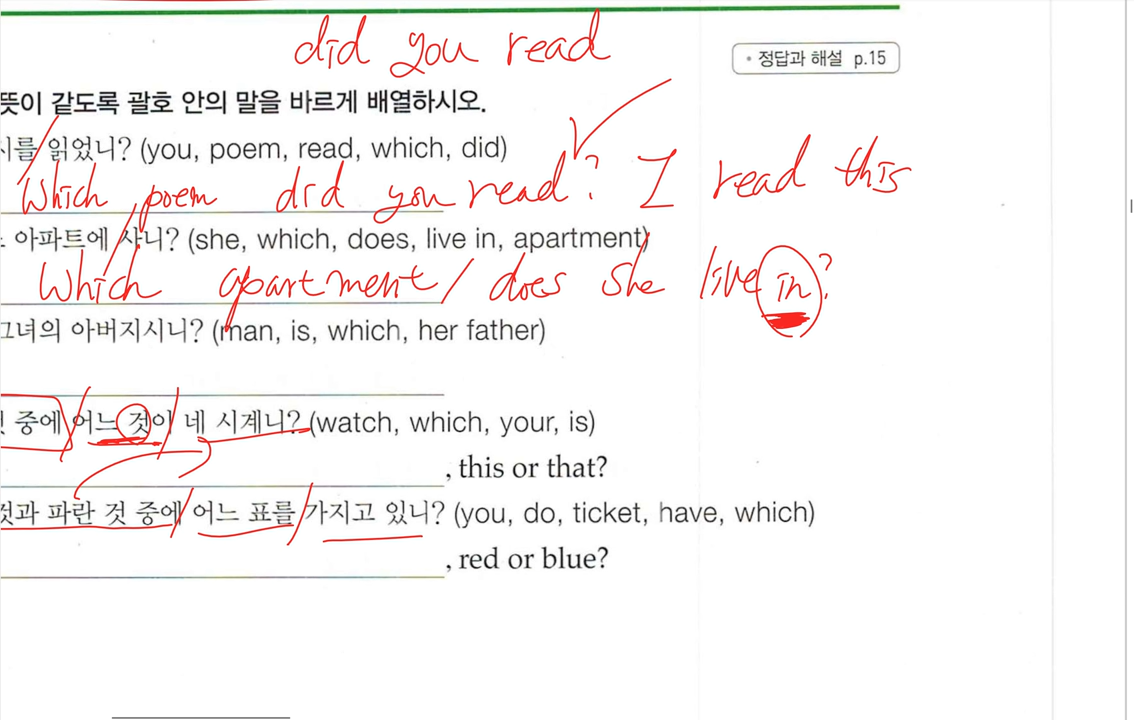 did you read
• 정답과 해설 p.15
뜻이 같도록 괄호 안의 말을 바르게 배열하시오.
시를 읽었니? (you, poem, read, which, did)
Which poem did you read? I read this
아파트에 사니? (she, which, does, live in, apartment)
Which apartment / does she live in?
그녀의 아버지시니? (man, is, which, her father)
중에 어느 것이 네 시계니? (watch, which, your, is)
, this or that?
것과 파란 것 중에 어느 표를 가지고 있니? (you, do, ticket, have, which)
, red or blue?